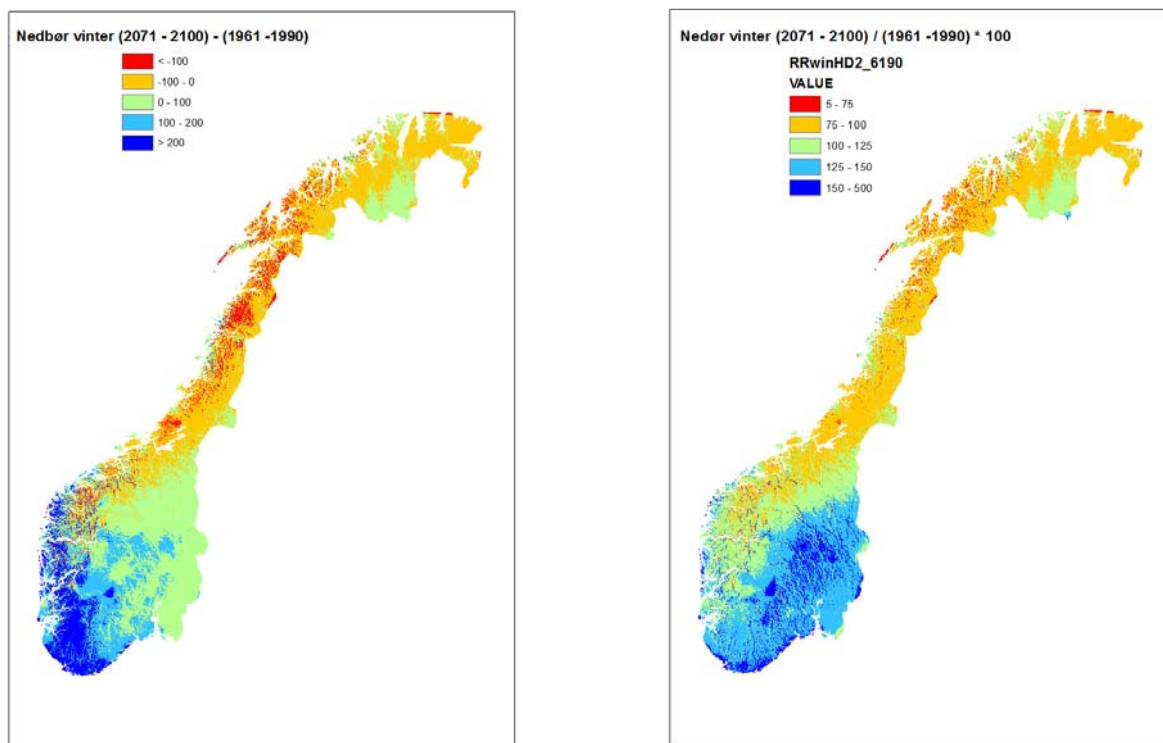 Nedbør vinter (2071 - 2100) - (1961 -1990)
< -100
-100 - 0
0 - 100
100 - 200
> 200
Nedør vinter (2071 - 2100) / (1961 -1990) * 100
RRwinHD2_6190
VALUE
5 - 75
75 - 100
100 - 125
125 - 150
150 - 500